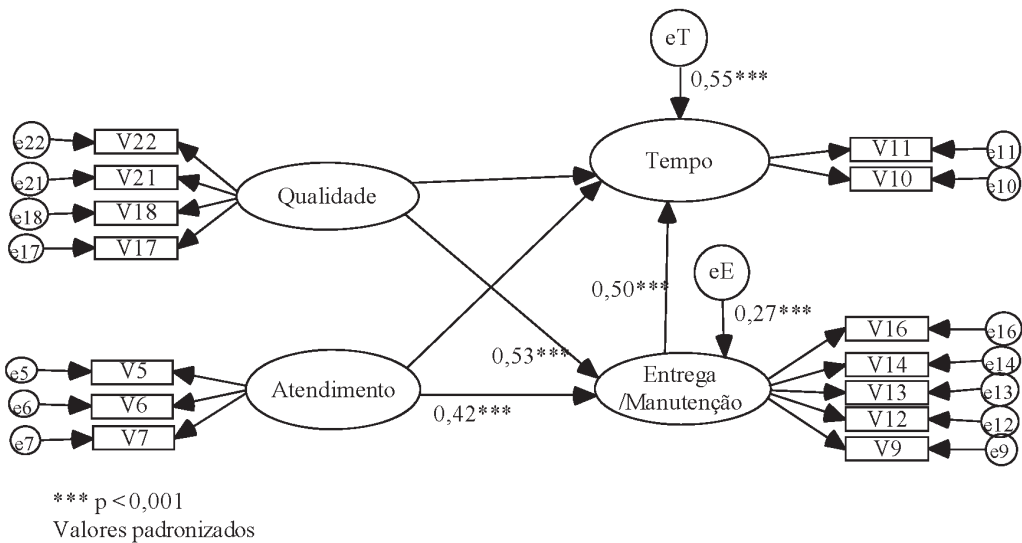 eT
0,55***
e22
V22
V11
e11
Tempo
e21
V21
Qualidade
V10
e10
e18
V18
e17
V17
eE
0,50***
0,27***
V16
e16
0,53***
e5
V5
Entrega
/Manutenção
V14
e14
Atendimento
V13
e13
e6
V6
0,42***
V12
e12
e7
V7
V9
e9
*** p <0,001
Valores padronizados